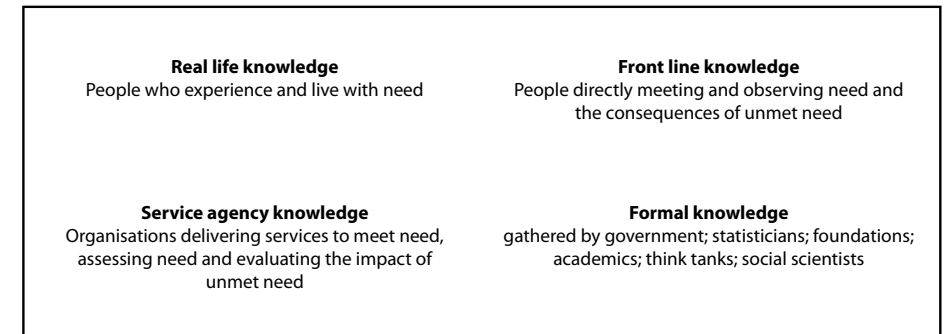 Real life knowledge
People who experience and live with need
Front line knowledge
People directly meeting and observing need and
the consequences of unmet need
Service agency knowledge
Organisations delivering services to meet need,
assessing need and evaluating the impact of
unmet need
Formal knowledge
gathered by government; statisticians; foundations;
academics; think tanks; social scientists